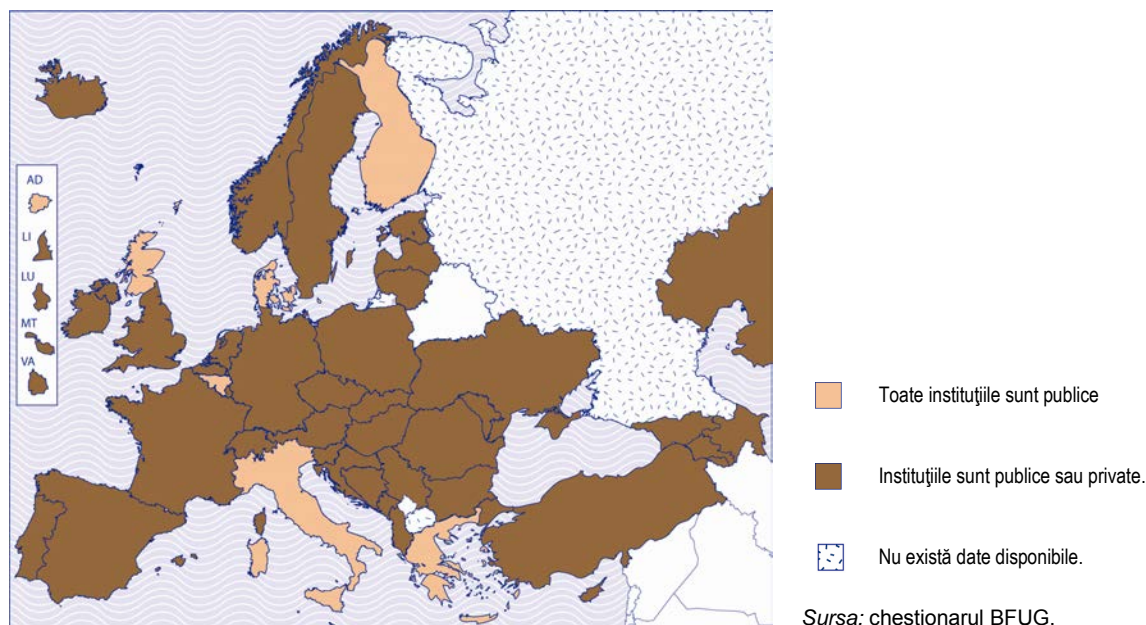 AD
LI
LU
MT
VA
Toate instituţiile sunt publice
Instituţiile sunt publice sau private.
Nu există date disponibile.
Sursa: chestionarul BFUG.